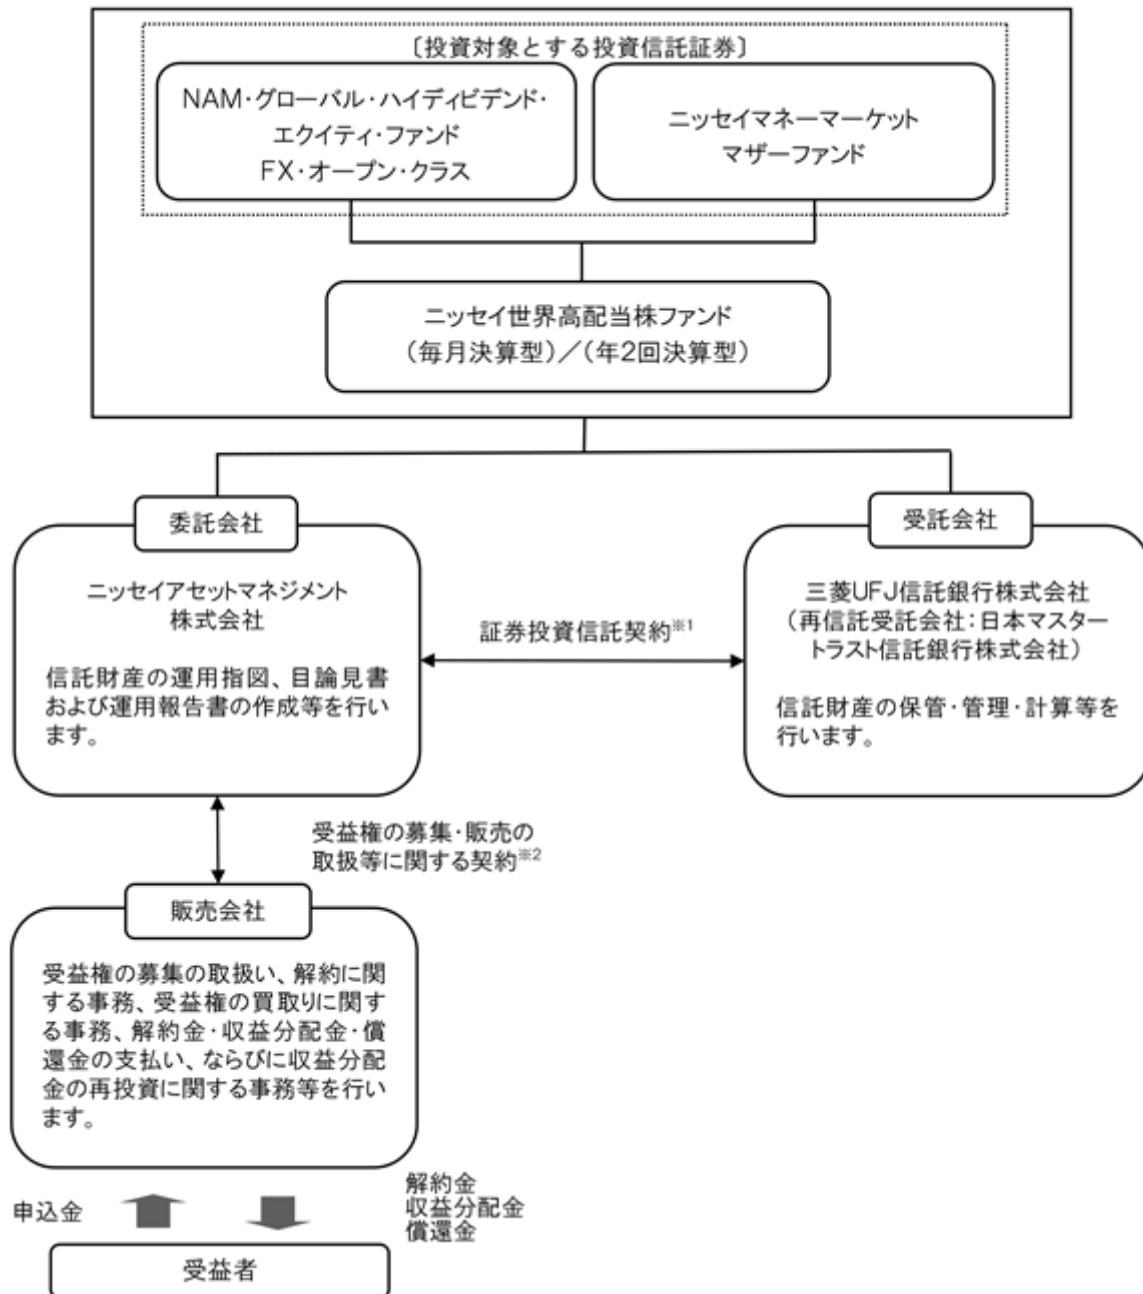 〔投資対象とする投資信託証券〕
NAM・グローバル・ハイディビデンド・
エクイティ・ファンド
FX・オープン・クラス
ニッセイマネーマーケット
マザーファンド
ニッセイ世界高配当株ファンド
（毎月決算型）／（年2回決算型）
委託会社
ニッセイアセットマネジメント
株式会社
信託財産の運用指図、目論見書
および運用報告書の作成等を行い
ます。
証券投資信託契約※1
受託会社
三菱UFJ信託銀行株式会社
（再信託受託会社：日本マスター
トラスト信託銀行株式会社）
信託財産の保管・管理・計算等を
行います。
受益権の募集・販売の
取扱等に関する契約※2
販売会社
受益権の募集の取扱い、解約に関
する事務、受益権の買取りに関す
る事務、解約金・収益分配金・償
還金の支払い、ならびに収益分配
金の再投資に関する事務等を行い
ます。
申込金
解約金
収益分配金
償還金
受益者